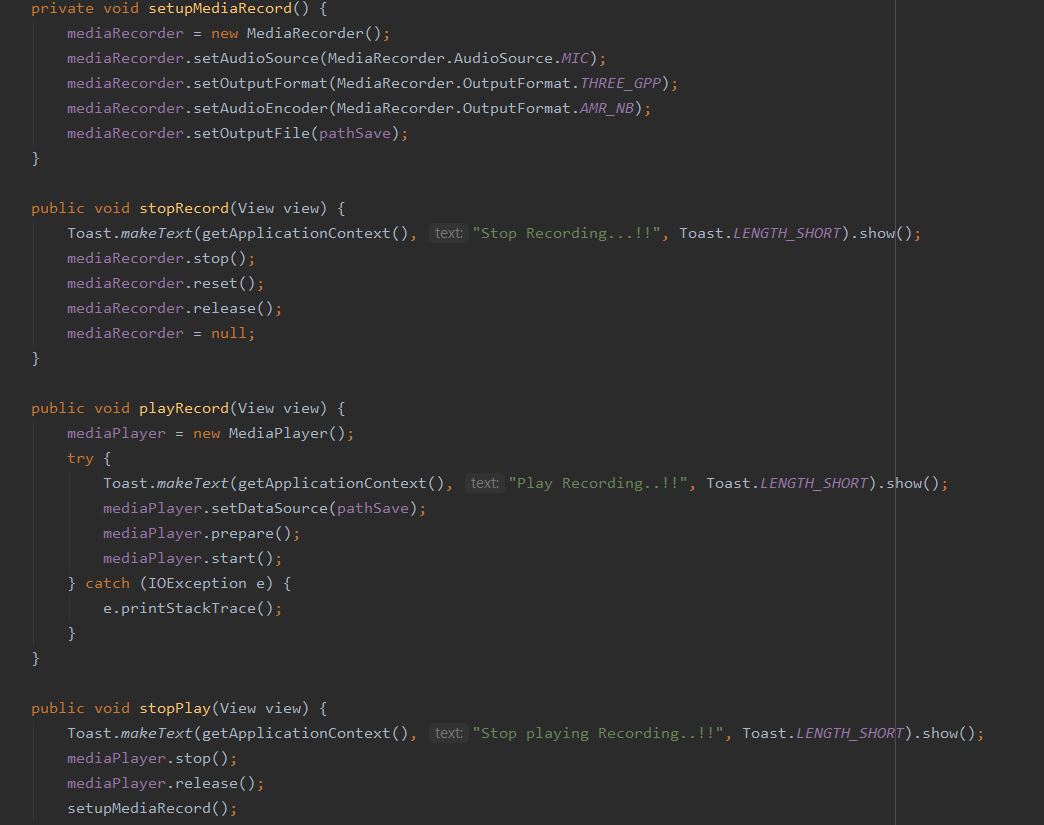 private void setupMediaRecord() {
mediaRecorder = new MediaRecorder();
mediaRecorder.setAudioSource(MediaRecorder.AudioSource.MIC);
mediaRecorder.setOutputFormat(MediaRecorder.OutputFormat.THREE_GPP);
mediaRecorder.setAudioEncoder(MediaRecorder.OutputFormat.AMR_NB);
mediaRecorder.setOutputFile(pathSave);
}
public void stopRecord(View view) {
Toast.makeText(getApplicationContext(), text: "Stop Recording...!!", Toast.LENGTH_SHORT).show();
mediaRecorder.stop();
mediaRecorder.reset();
mediaRecorder.release();
mediaRecorder = null;
}
public void playRecord(View view) {
mediaPlayer = new MediaPlayer();
try {
Toast.makeText(getApplicationContext(), text: "Play Recording..!!", Toast.LENGTH_SHORT).show();
mediaPlayer.setDataSource(pathSave);
mediaPlayer.prepare();
mediaPlayer.start();
} catch (IOException e) {
e.printStackTrace();
}
}
public void stopPlay(View view) {
Toast.makeText(getApplicationContext(), text: "Stop playing Recording..!!", Toast.LENGTH_SHORT).show();
mediaPlayer.stop();
mediaPlayer.release();
setupMediaRecord();